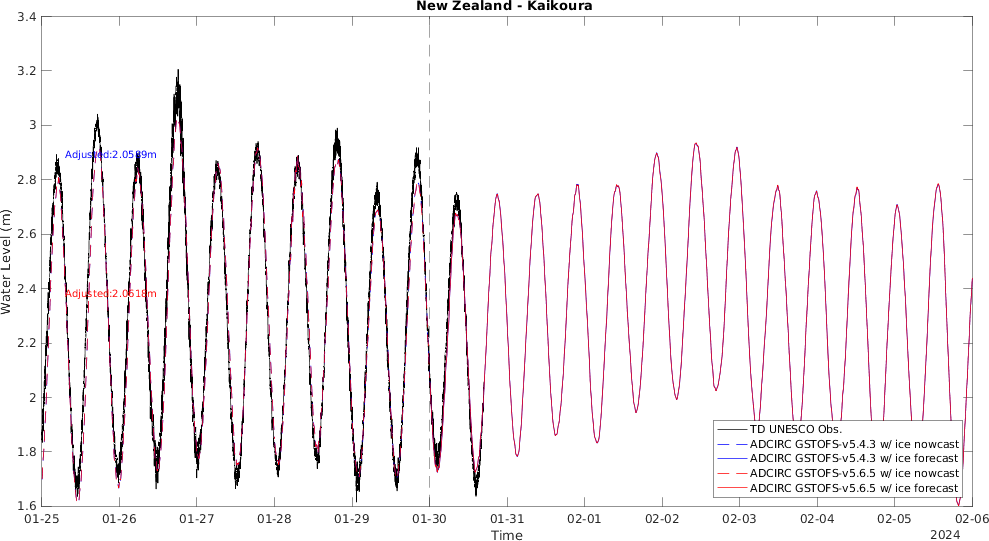 New Zealand - Kaikoura
3.4
3.2
3
2.8
2.6
2.4
2.2
2
1.8
1.6
Water Level (m)
Adjusted:2.0589m
Adjusted:2.0618m
TD UNESCO Obs.
ADCIRC GSTOFS-v5.4.3 w/ ice nowcast
ADCIRC GSTOFS-v5.4.3 w/ ice forecast
ADCIRC GSTOFS-v5.6.5 w/ ice nowcast
ADCIRC GSTOFS-v5.6.5 w/ ice forecast
01-25 01-26 01-27 01-28 01-29 01-30 01-31 02-01 02-02 02-03 02-04 02-05 02-06
Time
2024